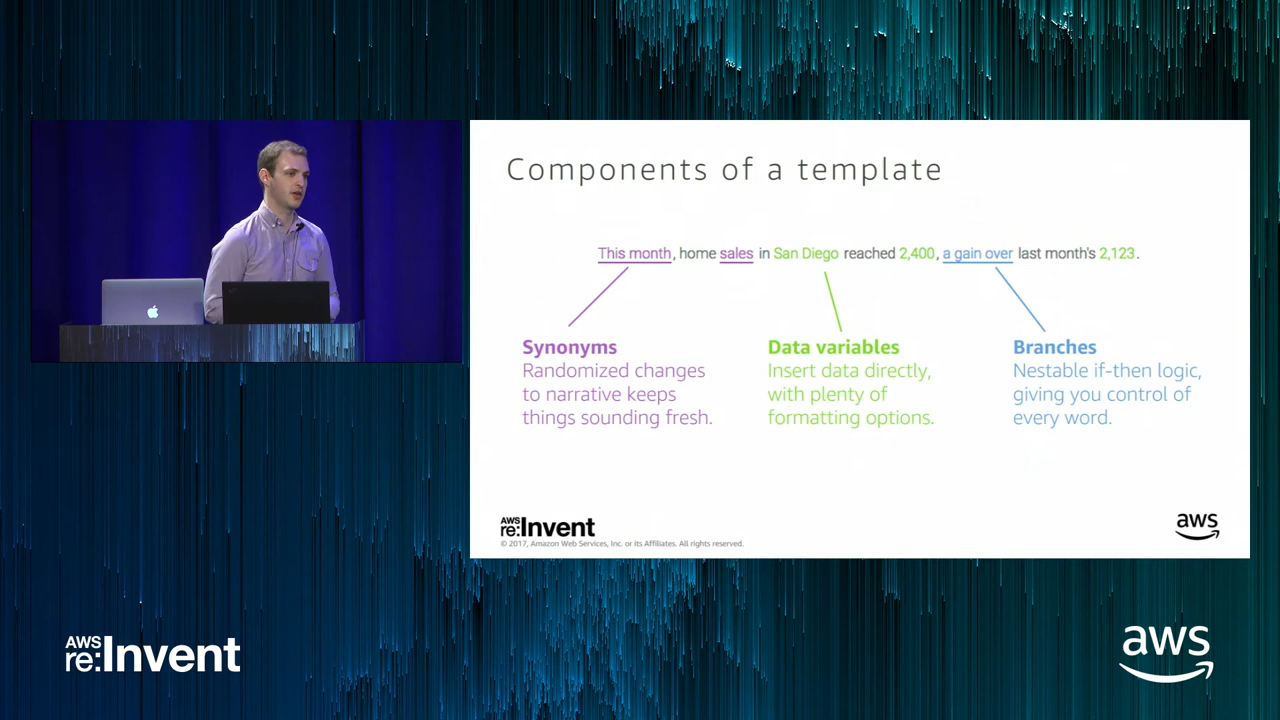 Components of a template
This month, home sales in San Diego reached 2,400, a gain over last month's 2,123.
Synonyms
Randomized changes
to narrative keeps
things sounding fresh.
Data variables
Insert data directly,
with plenty of
formatting options.
Branches
Nestable if-then logic,
giving you control of
every word.
AWS
re:Invent
© 2017, Amazon Web Services, Inc. or its Affiliates. All rights reserved.
aws
AWS
re:Invent
aws